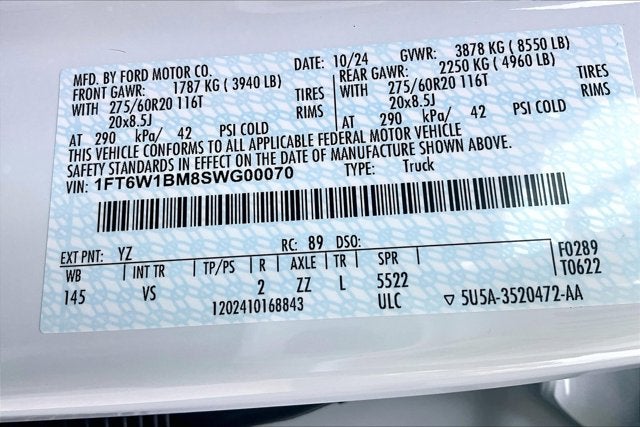 MFD. BY FORD MOTOR CO. DATE: 10/24 GVWR: 3878 KG ( 8550 LB)
FRONT GAWR: 1787 KG ( 3940 LB) REAR GAWR: 2250 KG ( 4960 LB)
WITH 275/60R20 116T TIRES WITH 275/60R20 116T TIRES
20x8.5J RIMS 20x8.5J RIMS
AT 290 kPa/ 42 PSI COLD AT 290 kPa/ 42 PSI COLD
THIS VEHICLE CONFORMS TO ALL APPLICABLE FEDERAL MOTOR VEHICLE
SAFETY STANDARDS IN EFFECT ON THE DATE OF MANUFACTURE SHOWN ABOVE.
VIN: 1FT6W1BM8SWG00070 TYPE: Truck
EXT PNT: YZ RC: 89 DSO: F0289
WB INT TR TP/PS R AXLE TR SPR T0622
145 VS 2 ZZ L 5522
1202410168843 ULC ▽ 5U5A-3520472-AA